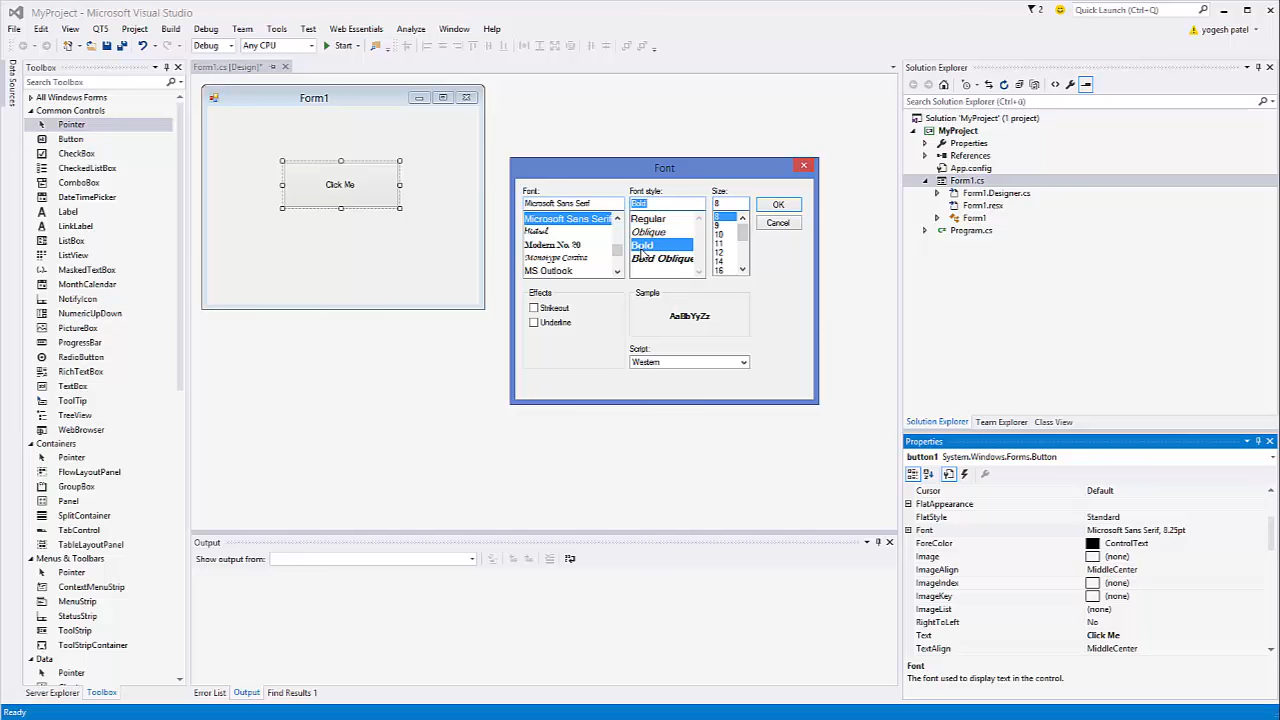 MyProject - Microsoft Visual Studio
2
Quick Launch (Ctrl+Q)
File Edit View QT5 Project Build Debug Team Tools Test Web Essentials Analyze Window Help
yogesh patel
Debug Any CPU Start
Data Sources
Toolbox
Search Toolbox
All Windows Forms
Common Controls
Pointer
Button
CheckBox
CheckedListBox
ComboBox
DateTimePicker
Label
LinkLabel
ListBox
ListView
MaskedTextBox
NotifyIcon
NumericUpDown
PictureBox
ProgressBar
RadioButton
RichTextBox
TextBox
ToolTip
TreeView
WebBrowser
Containers
Pointer
FlowLayoutPanel
GroupBox
Panel
SplitContainer
TabControl
TableLayoutPanel
Menus & Toolbars
Pointer
ContextMenuStrip
MenuStrip
StatusStrip
ToolStrip
ToolStripContainer
Data
Pointer
Server Explorer Toolbox
Form1.cs [Design]*
Form1
Click Me
Font
Font:
Microsoft Sans Serif
Microsoft Sans Serif
Mistral
Modern No. 20
Monotype Corsiva
MS Outlook
Font style:
Bold
Regular
Oblique
Bold
Bold Oblique
Size:
8
8
9
10
11
12
14
16
OK
Cancel
Effects
Strikeout
Underline
Sample
AaBbYyZz
Script:
Western
Output
Show output from:
Error List Output Find Results 1
Solution Explorer
Search Solution Explorer (Ctrl+ü)
Solution 'MyProject' (1 project)
MyProject
Properties
References
App.config
Form1.cs
Form1.Designer.cs
Form1.resx
Form1
Program.cs
Solution Explorer Team Explorer Class View
Properties
button1 System.Windows.Forms.Button
Cursor Default
FlatAppearance
FlatStyle Standard
Font Microsoft Sans Serif, 8.25pt
ForeColor ControlText
Image (none)
ImageAlign MiddleCenter
ImageIndex (none)
ImageKey (none)
ImageList (none)
RightToLeft No
Text Click Me
TextAlign MiddleCenter
Font
The font used to display text in the control.
Ready